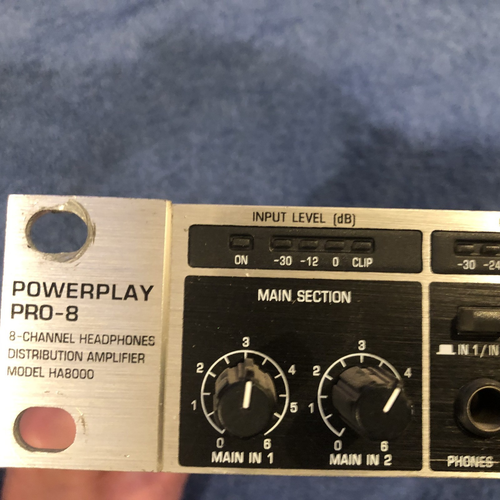 INPUT LEVEL (dB)
ON -30 -12 0 CLIP
-30 -24
POWERPLAY
PRO-8
8-CHANNEL HEADPHONES
DISTRIBUTION AMPLIFIER
MODEL HA8000
MAIN SECTION
0 1 2 3 4 5 6
MAIN IN 1
0 1 2 3 4 6
MAIN IN 2
IN 1/IN
PHONES